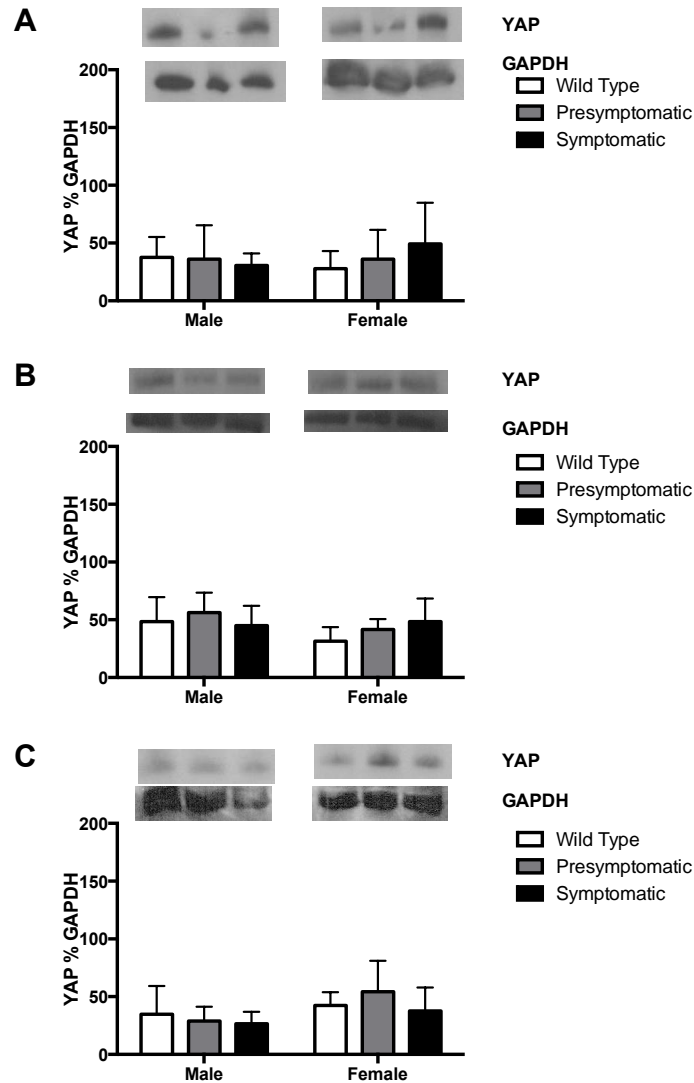 A
YAP
GAPDH
Wild Type
Presymptomatic
Symptomatic
YAP % GAPDH
200
150
100
50
0
Male Female
B
YAP
GAPDH
Wild Type
Presymptomatic
Symptomatic
YAP % GAPDH
200
150
100
50
0
Male Female
C
YAP
GAPDH
Wild Type
Presymptomatic
Symptomatic
YAP % GAPDH
200
150
100
50
0
Male Female